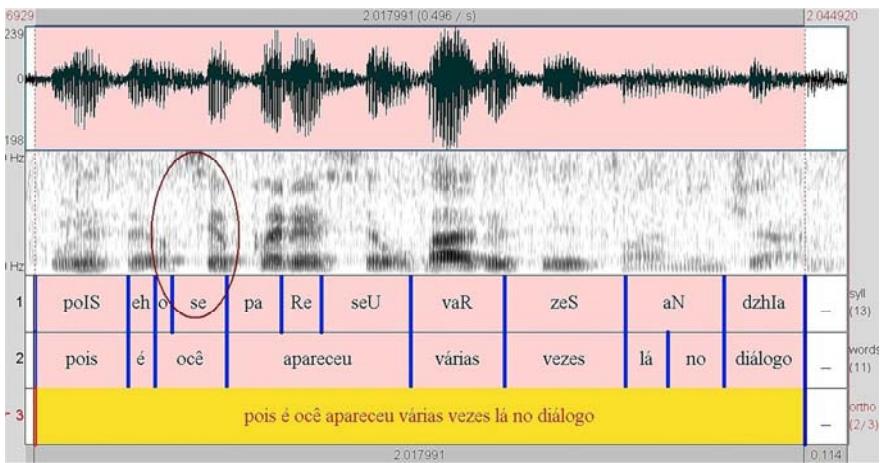 6929 2.017991 (0.496 / s) 2.044920
239
0
198
Hz
Hz
1 poIS eh o se pa Re seU vaR zeS aN dzhIa _ syll (13)
2 pois é ocê apareceu várias vezes lá no diálogo _ words (11)
3 pois é ocê apareceu várias vezes lá no diálogo _ ortho (2/3)
2.017991 0.114